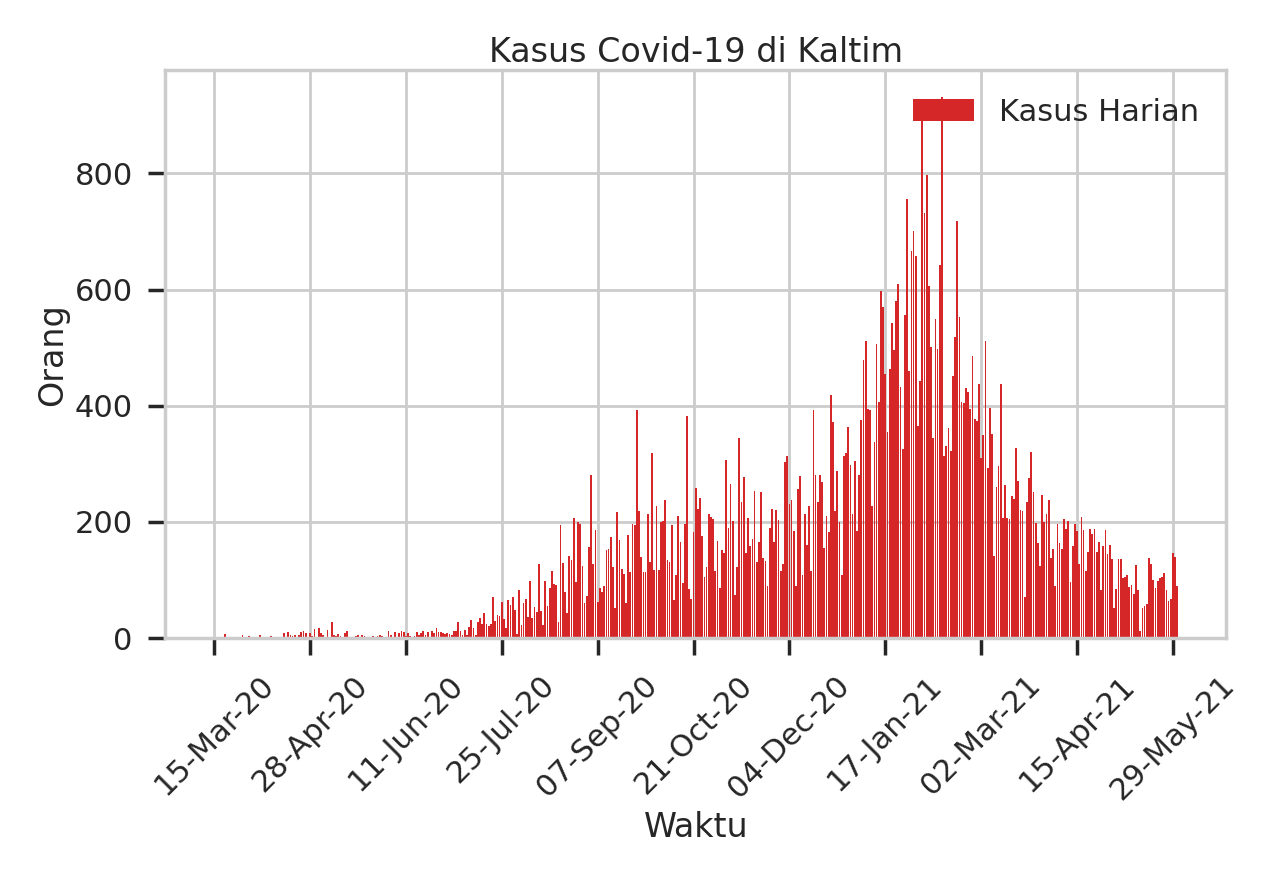 Kasus Covid-19 di Kaltim
Kasus Harian
Orang
800
600
400
200
0
15-Mar-20
28-Apr-20
11-Jun-20
25-Jul-20
07-Sep-20
21-Oct-20
04-Dec-20
17-Jan-21
02-Mar-21
15-Apr-21
29-May-21
Waktu